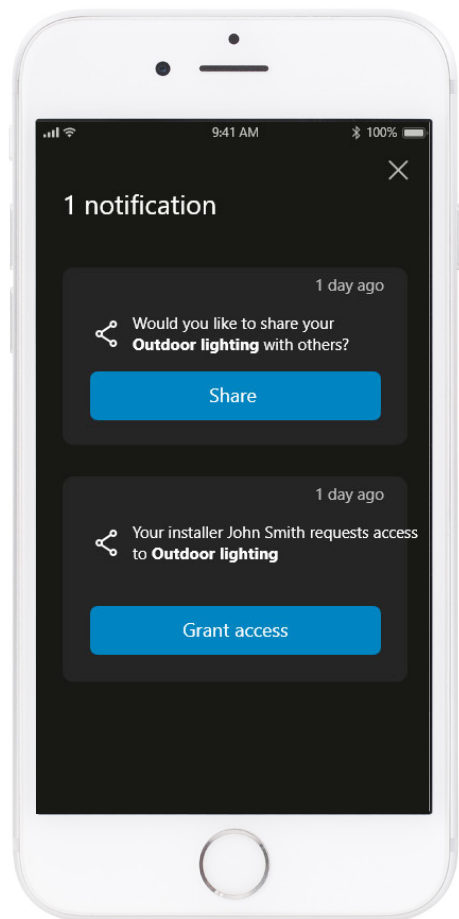 9:41 AM
100%
1 notification
1 day ago
Would you like to share your
Outdoor lighting with others?
Share
1 day ago
Your installer John Smith requests access
to Outdoor lighting
Grant access